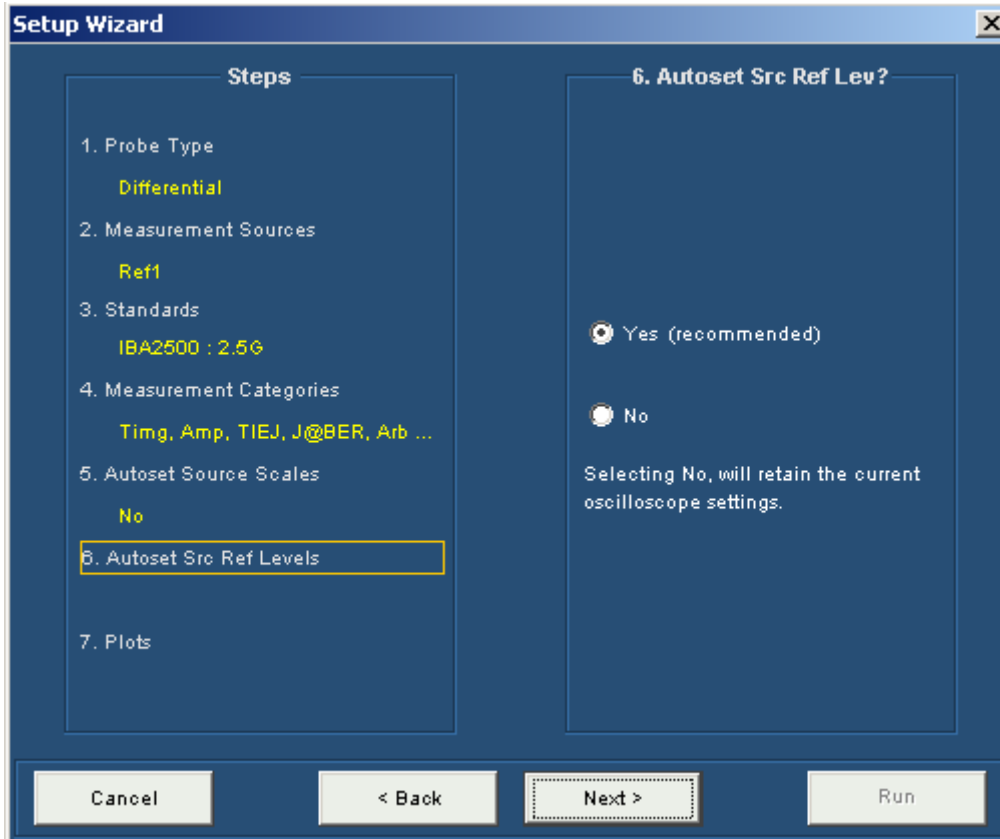 Setup Wizard
Steps
1. Probe Type
Differential
2. Measurement Sources
Ref1
3. Standards
IBA2500 : 2.5G
4. Measurement Categories
Timg, Amp, TIEJ, J@BER, Arb ...
5. Autoset Source Scales
No
6. Autoset Src Ref Levels
7. Plots
6. Autoset Src Ref Lev?
Yes (recommended)
No
Selecting No, will retain the current
oscilloscope settings.
Cancel
< Back
Next >
Run